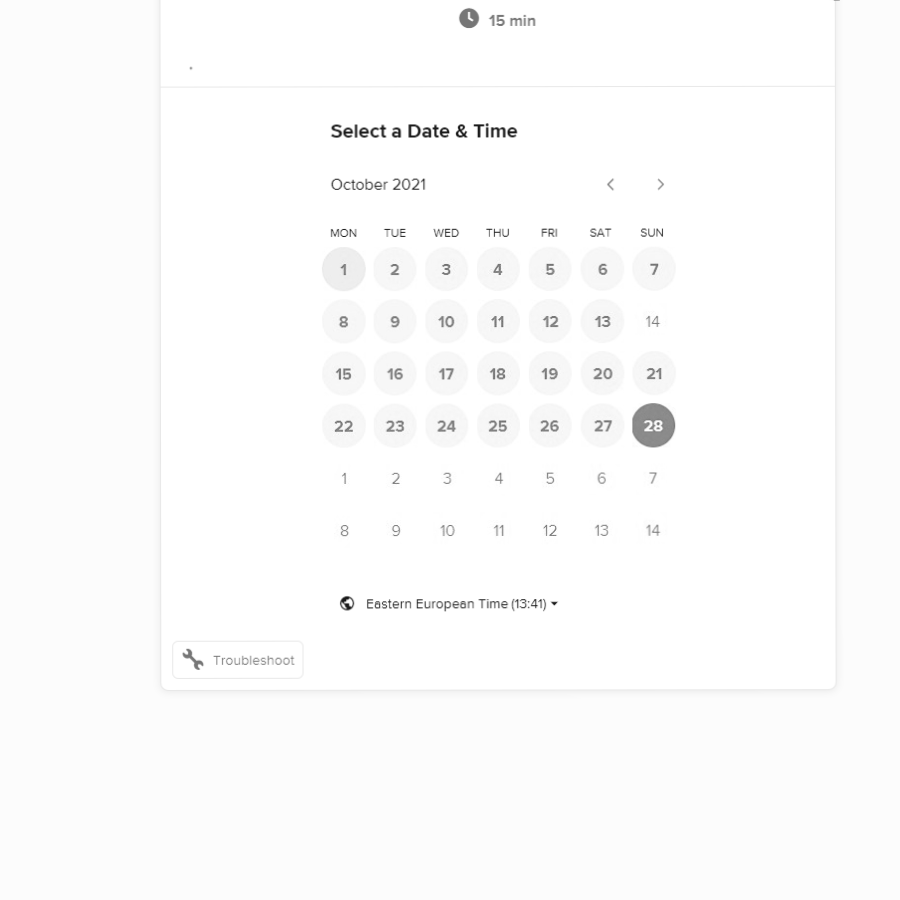 15 min
.
Select a Date & Time
October 2021
MON TUE WED THU FRI SAT SUN
1 2 3 4 5 6 7
8 9 10 11 12 13 14
15 16 17 18 19 20 21
22 23 24 25 26 27 28
1 2 3 4 5 6 7
8 9 10 11 12 13 14
Eastern European Time (13:41)
Troubleshoot